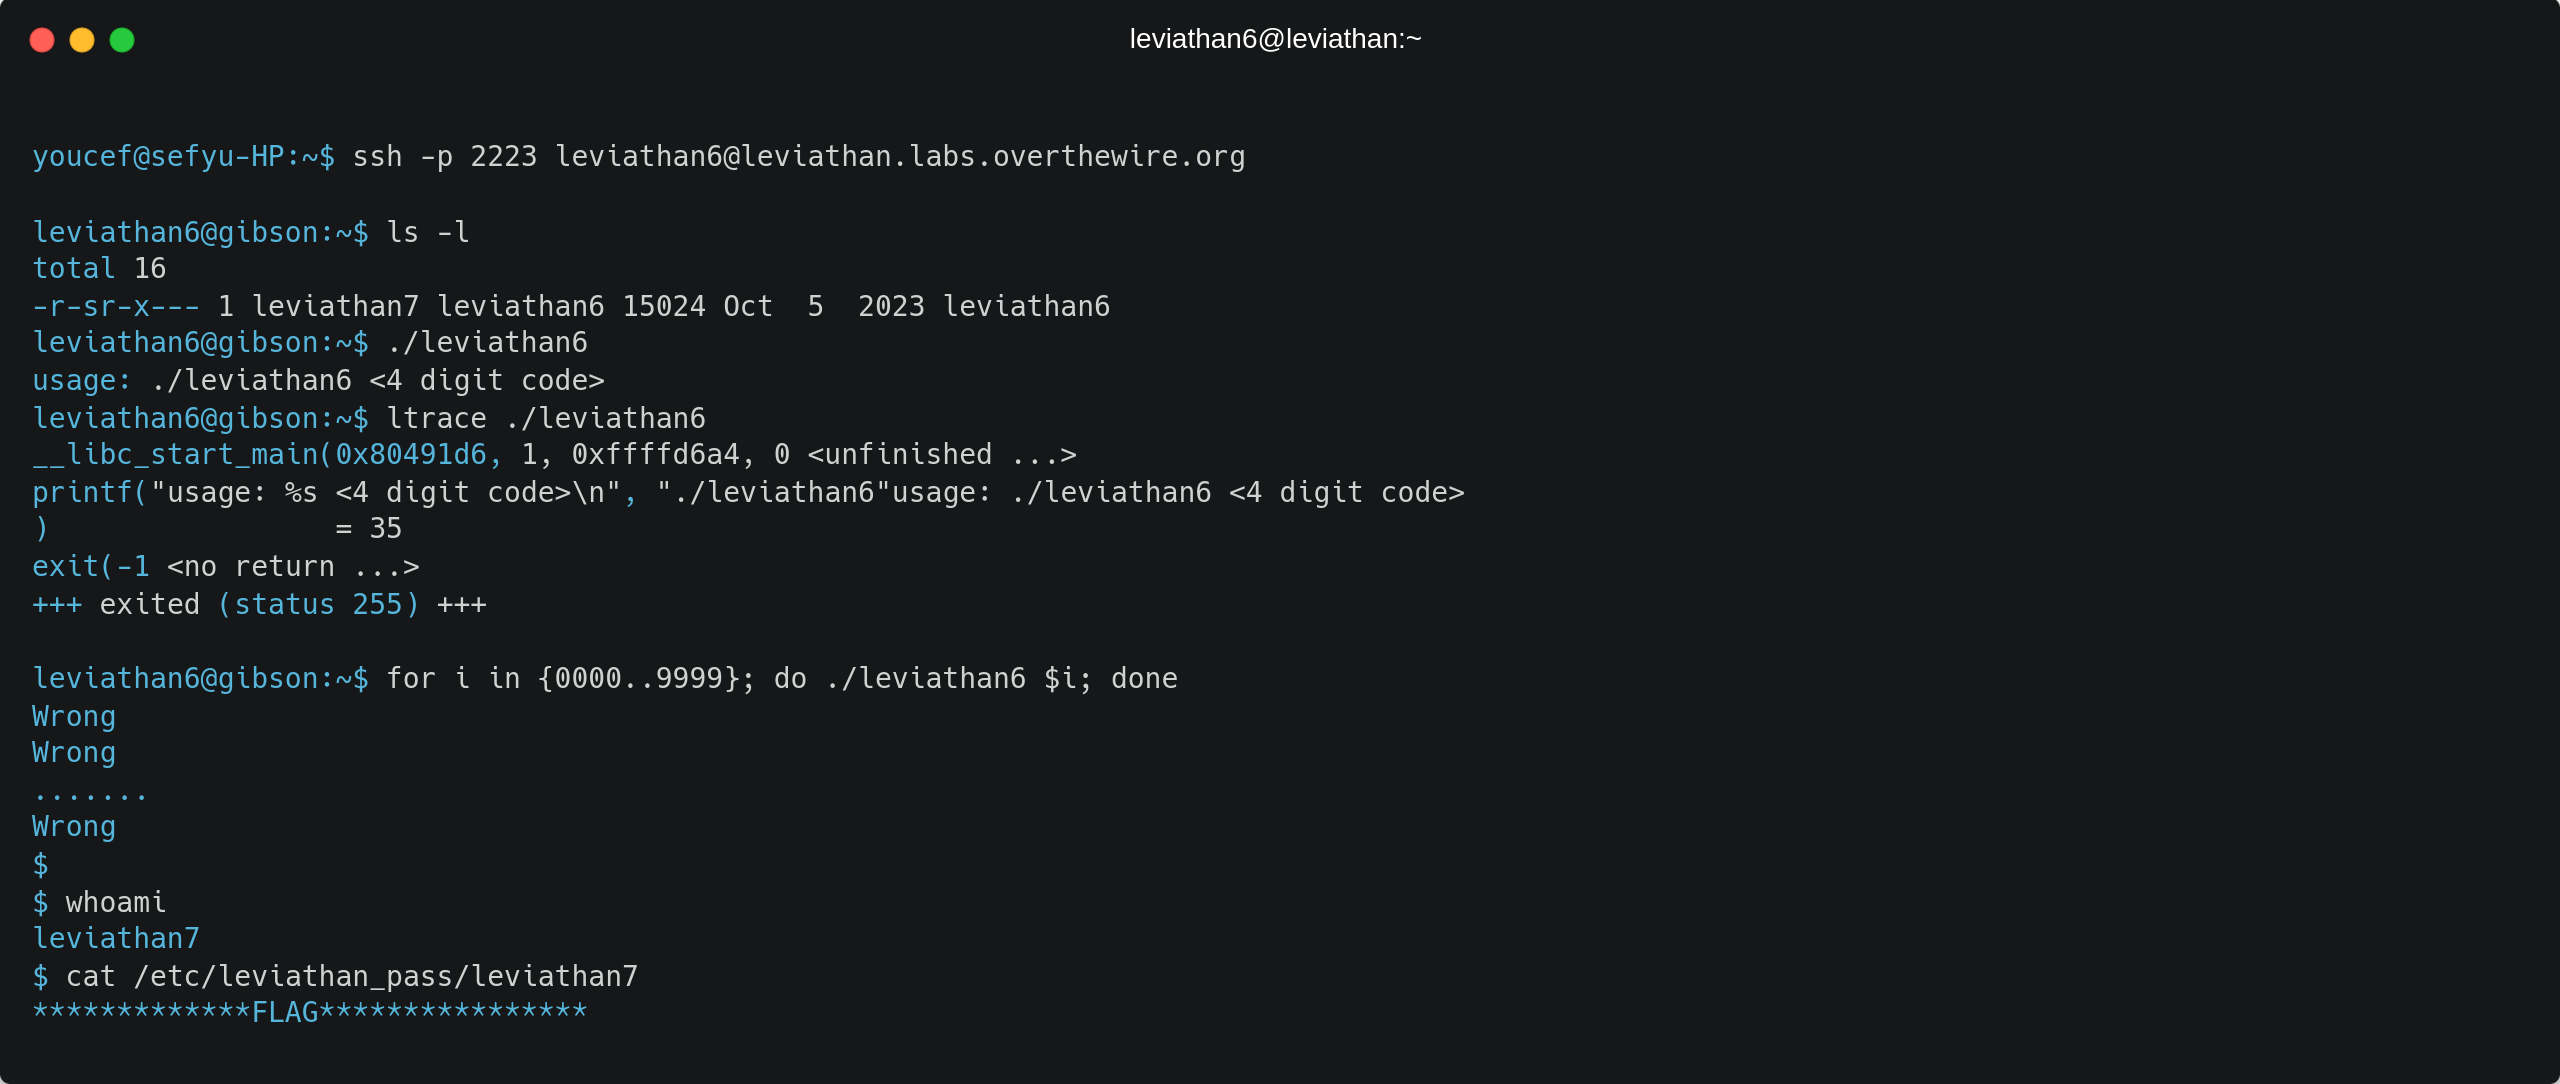 leviathan6@leviathan:~
youcef@sefyu-HP:~$ ssh -p 2223 leviathan6@leviathan.labs.overthewire.org
leviathan6@gibson:~$ ls -l
total 16
-r-sr-x--- 1 leviathan7 leviathan6 15024 Oct  5  2023 leviathan6
leviathan6@gibson:~$ ./leviathan6
usage: ./leviathan6 <4 digit code>
leviathan6@gibson:~$ ltrace ./leviathan6
__libc_start_main(0x80491d6, 1, 0xffffd6a4, 0 <unfinished ...>
printf("usage: %s <4 digit code>\n", "./leviathan6"usage: ./leviathan6 <4 digit code>
)                 = 35
exit(-1 <no return ...>
+++ exited (status 255) +++
leviathan6@gibson:~$ for i in {0000..9999}; do ./leviathan6 $i; done
Wrong
Wrong
.......
Wrong
$
$ whoami
leviathan7
$ cat /etc/leviathan_pass/leviathan7
*************FLAG****************